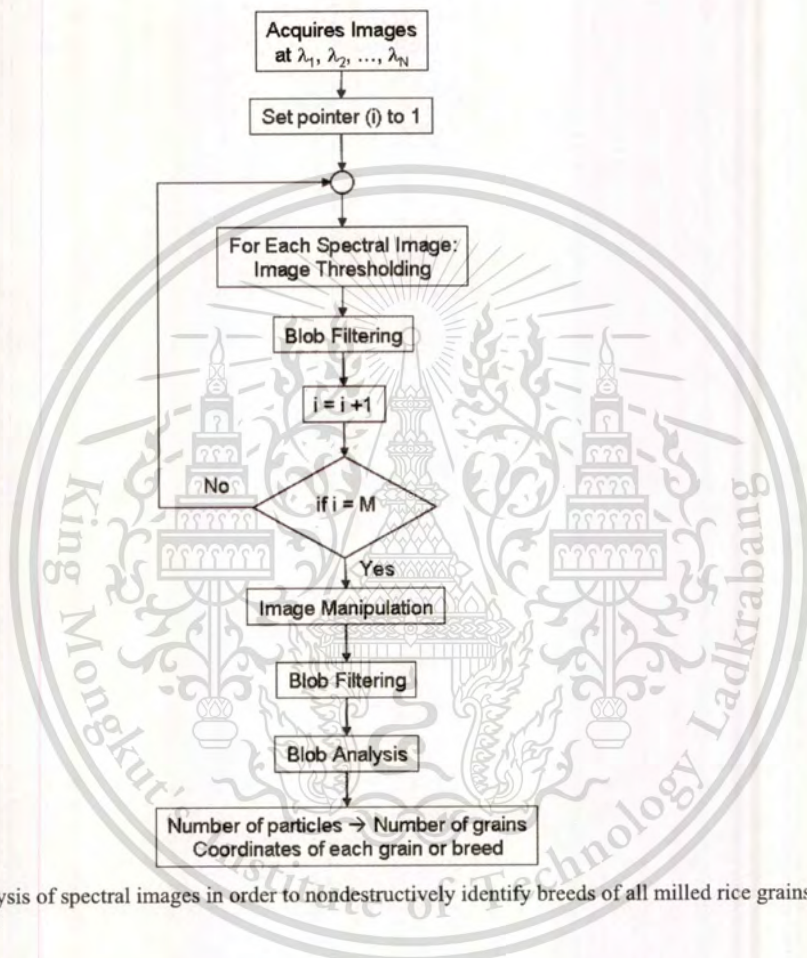 Acquires Images
at λ1, λ2, ..., λN
Set pointer (i) to 1
For Each Spectral Image:
Image Thresholding
Blob Filtering
i = i +1
No
if i = M
Yes
Image Manipulation
Blob Filtering
Blob Analysis
Number of particles → Number of grains
Coordinates of each grain or breed
King Mongkut's Institute of Technology Ladkrabang
ysis of spectral images in order to nondestructively identify breeds of all milled rice grains